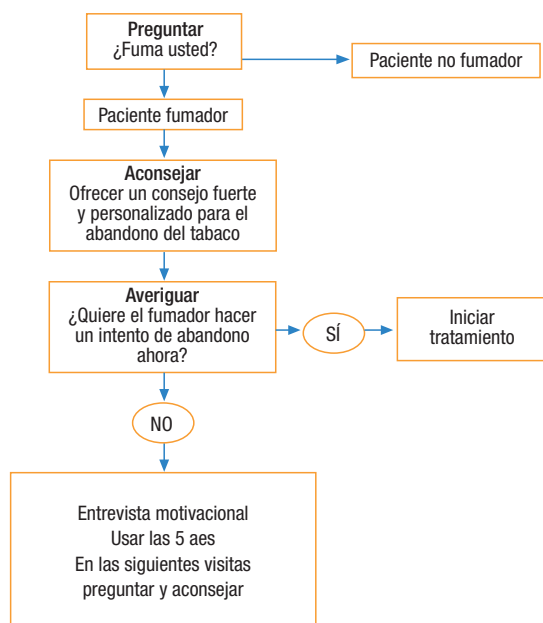 Preguntar
¿Fuma usted?
Paciente no fumador
Paciente fumador
Aconsejar
Ofrecer un consejo fuerte
y personalizado para el
abandono del tabaco
Averiguar
¿Quiere el fumador hacer
un intento de abandono
ahora?
SÍ
Iniciar
tratamiento
NO
Entrevista motivacional
Usar las 5 aes
En las siguientes visitas
preguntar y aconsejar